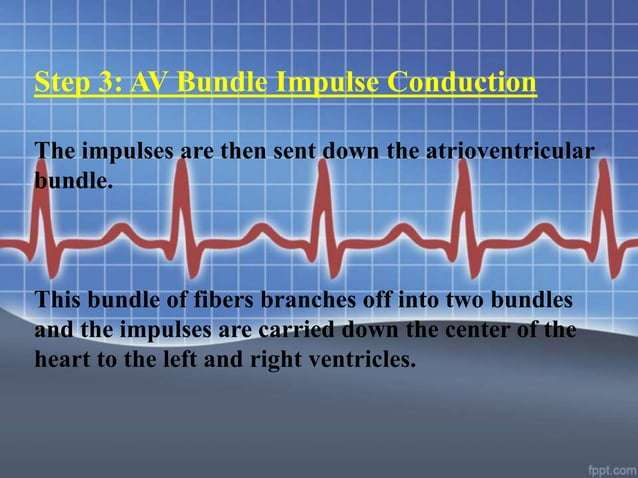 Step 3: AV Bundle Impulse Conduction
The impulses are then sent down the atrioventricular
bundle.
This bundle of fibers branches off into two bundles
and the impulses are carried down the center of the
heart to the left and right ventricles.
fppt.com